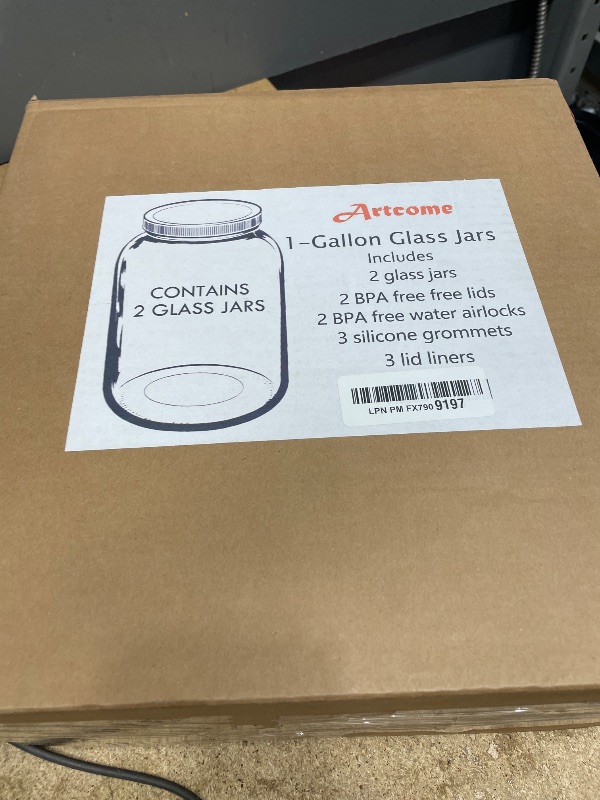 Artcome
1-Gallon Glass Jars
Includes
2 glass jars
2 BPA free free lids
2 BPA free water airlocks
3 silicone grommets
3 lid liners
CONTAINS
2 GLASS JARS
LPN PM FX790 9197